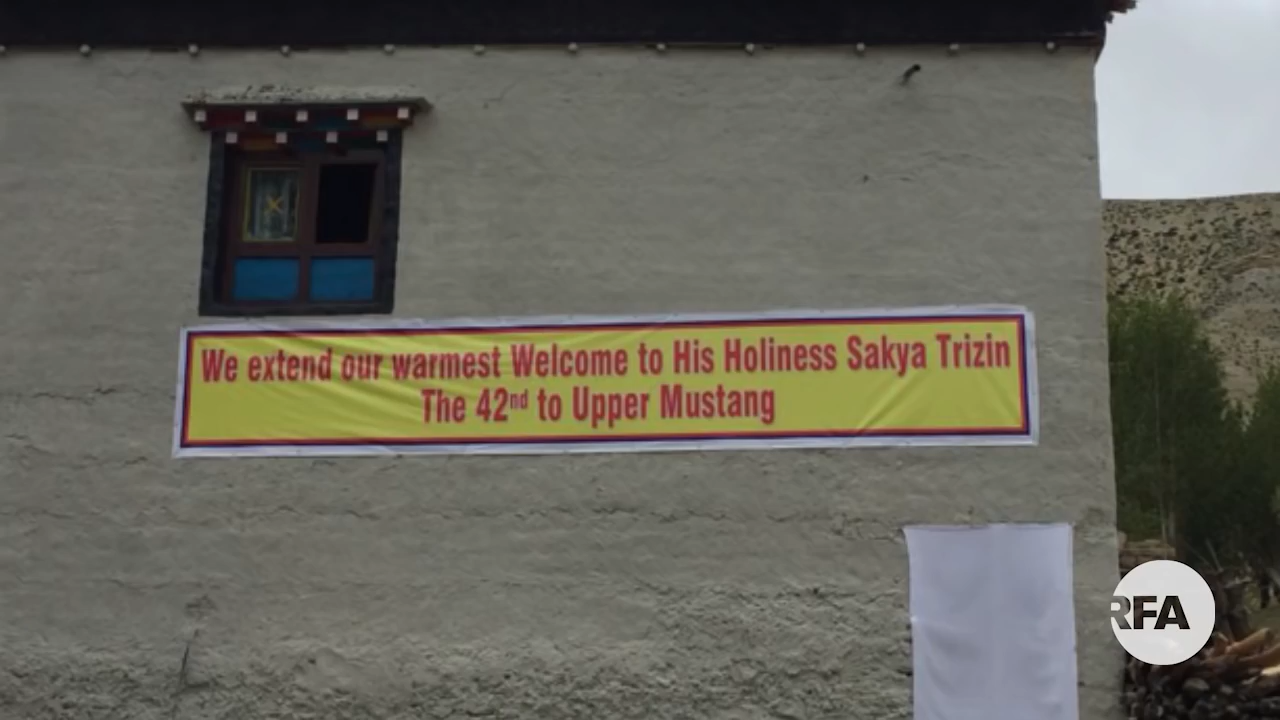 We extend our warmest Welcome to His Holiness Sakya Trizin
The 42nd to Upper Mustang
RFA